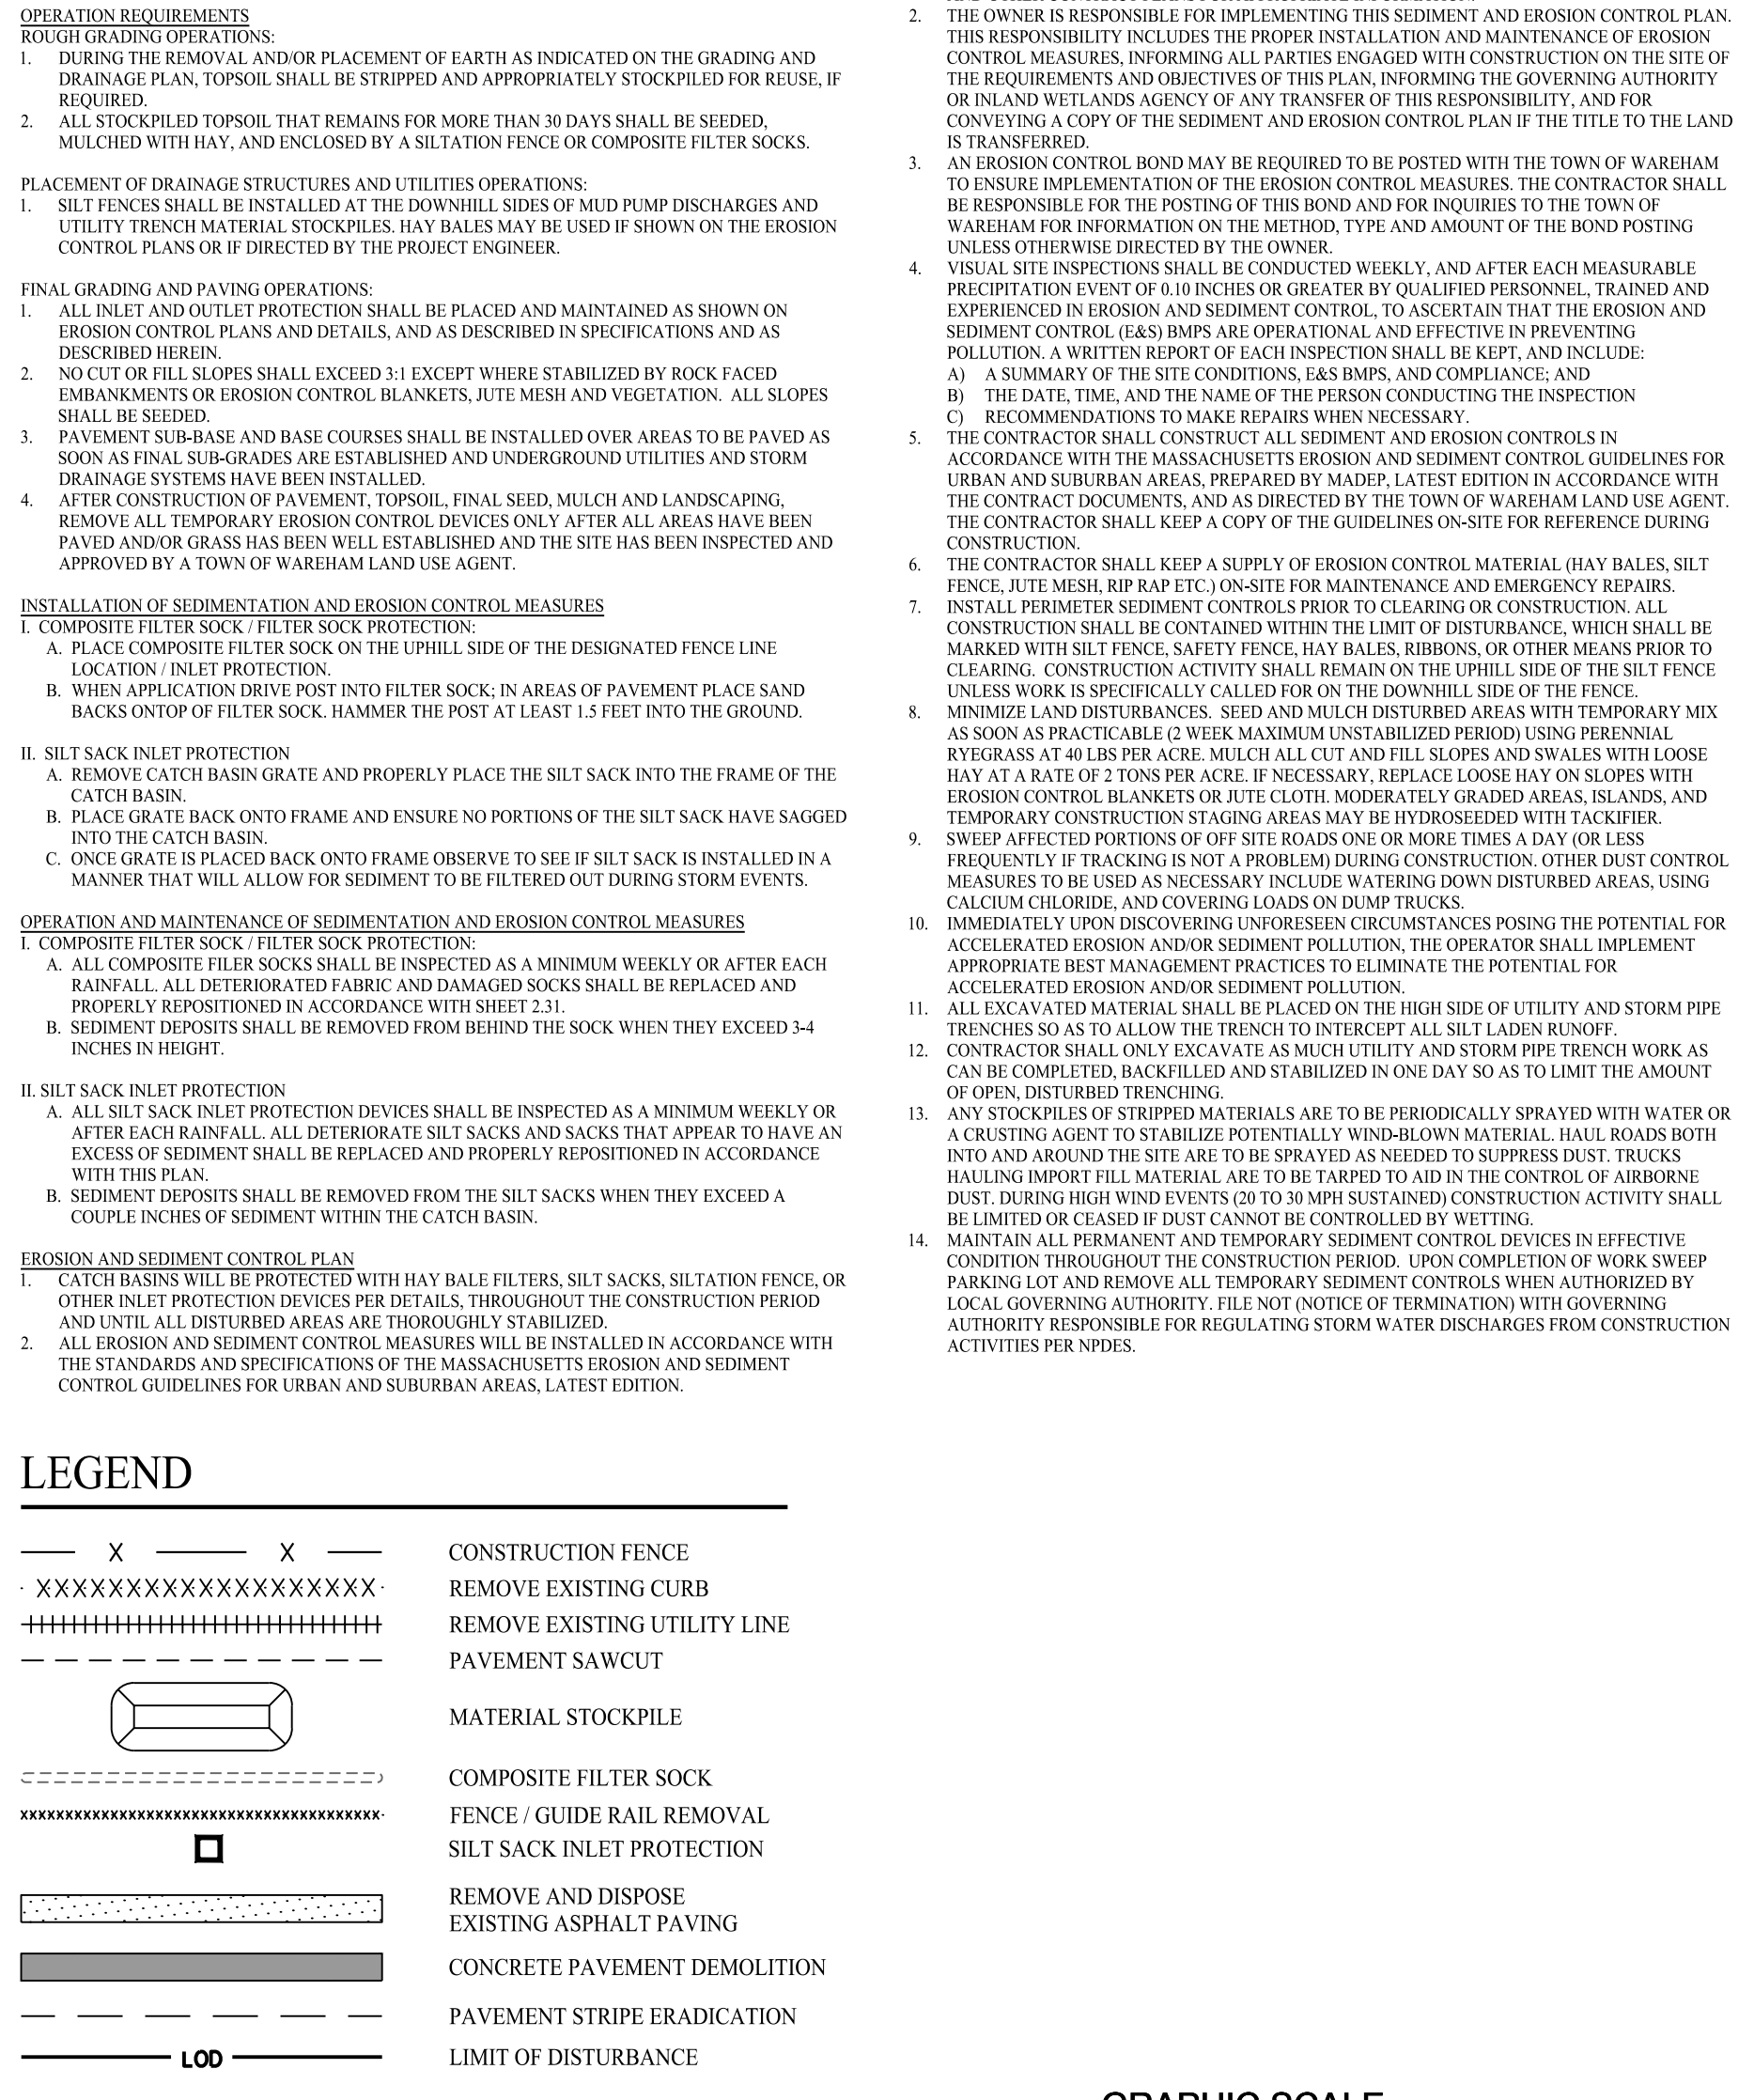 OPERATION REQUIREMENTS
ROUGH GRADING OPERATIONS:
1. DURING THE REMOVAL AND/OR PLACEMENT OF EARTH AS INDICATED ON THE GRADING AND
DRAINAGE PLAN, TOPSOIL SHALL BE STRIPPED AND APPROPRIATELY STOCKPILED FOR REUSE, IF
REQUIRED.
2. ALL STOCKPILED TOPSOIL THAT REMAINS FOR MORE THAN 30 DAYS SHALL BE SEEDED,
MULCHED WITH HAY, AND ENCLOSED BY A SILTATION FENCE OR COMPOSITE FILTER SOCKS.
PLACEMENT OF DRAINAGE STRUCTURES AND UTILITIES OPERATIONS:
1. SILT FENCES SHALL BE INSTALLED AT THE DOWNHILL SIDES OF MUD PUMP DISCHARGES AND
UTILITY TRENCH MATERIAL STOCKPILES. HAY BALES MAY BE USED IF SHOWN ON THE EROSION
CONTROL PLANS OR IF DIRECTED BY THE PROJECT ENGINEER.
FINAL GRADING AND PAVING OPERATIONS:
1. ALL INLET AND OUTLET PROTECTION SHALL BE PLACED AND MAINTAINED AS SHOWN ON
EROSION CONTROL PLANS AND DETAILS, AND AS DESCRIBED IN SPECIFICATIONS AND AS
DESCRIBED HEREIN.
2. NO CUT OR FILL SLOPES SHALL EXCEED 3:1 EXCEPT WHERE STABILIZED BY ROCK FACED
EMBANKMENTS OR EROSION CONTROL BLANKETS, JUTE MESH AND VEGETATION. ALL SLOPES
SHALL BE SEEDED.
3. PAVEMENT SUB-BASE AND BASE COURSES SHALL BE INSTALLED OVER AREAS TO BE PAVED AS
SOON AS FINAL SUB-GRADES ARE ESTABLISHED AND UNDERGROUND UTILITIES AND STORM
DRAINAGE SYSTEMS HAVE BEEN INSTALLED.
4. AFTER CONSTRUCTION OF PAVEMENT, TOPSOIL, FINAL SEED, MULCH AND LANDSCAPING,
REMOVE ALL TEMPORARY EROSION CONTROL DEVICES ONLY AFTER ALL AREAS HAVE BEEN
PAVED AND/OR GRASS HAS BEEN WELL ESTABLISHED AND THE SITE HAS BEEN INSPECTED AND
APPROVED BY A TOWN OF WAREHAM LAND USE AGENT.
INSTALLATION OF SEDIMENTATION AND EROSION CONTROL MEASURES
I. COMPOSITE FILTER SOCK / FILTER SOCK PROTECTION:
A. PLACE COMPOSITE FILTER SOCK ON THE UPHILL SIDE OF THE DESIGNATED FENCE LINE
LOCATION / INLET PROTECTION.
B. WHEN APPLICATION DRIVE POST INTO FILTER SOCK; IN AREAS OF PAVEMENT PLACE SAND
BACKS ONTOP OF FILTER SOCK. HAMMER THE POST AT LEAST 1.5 FEET INTO THE GROUND.
II. SILT SACK INLET PROTECTION
A. REMOVE CATCH BASIN GRATE AND PROPERLY PLACE THE SILT SACK INTO THE FRAME OF THE
CATCH BASIN.
B. PLACE GRATE BACK ONTO FRAME AND ENSURE NO PORTIONS OF THE SILT SACK HAVE SAGGED
INTO THE CATCH BASIN.
C. ONCE GRATE IS PLACED BACK ONTO FRAME OBSERVE TO SEE IF SILT SACK IS INSTALLED IN A
MANNER THAT WILL ALLOW FOR SEDIMENT TO BE FILTERED OUT DURING STORM EVENTS.
OPERATION AND MAINTENANCE OF SEDIMENTATION AND EROSION CONTROL MEASURES
I. COMPOSITE FILTER SOCK / FILTER SOCK PROTECTION:
A. ALL COMPOSITE FILER SOCKS SHALL BE INSPECTED AS A MINIMUM WEEKLY OR AFTER EACH
RAINFALL. ALL DETERIORATED FABRIC AND DAMAGED SOCKS SHALL BE REPLACED AND
PROPERLY REPOSITIONED IN ACCORDANCE WITH SHEET 2.31.
B. SEDIMENT DEPOSITS SHALL BE REMOVED FROM BEHIND THE SOCK WHEN THEY EXCEED 3-4
INCHES IN HEIGHT.
II. SILT SACK INLET PROTECTION
A. ALL SILT SACK INLET PROTECTION DEVICES SHALL BE INSPECTED AS A MINIMUM WEEKLY OR
AFTER EACH RAINFALL. ALL DETERIORATE SILT SACKS AND SACKS THAT APPEAR TO HAVE AN
EXCESS OF SEDIMENT SHALL BE REPLACED AND PROPERLY REPOSITIONED IN ACCORDANCE
WITH THIS PLAN.
B. SEDIMENT DEPOSITS SHALL BE REMOVED FROM THE SILT SACKS WHEN THEY EXCEED A
COUPLE INCHES OF SEDIMENT WITHIN THE CATCH BASIN.
EROSION AND SEDIMENT CONTROL PLAN
1. CATCH BASINS WILL BE PROTECTED WITH HAY BALE FILTERS, SILT SACKS, SILTATION FENCE, OR
OTHER INLET PROTECTION DEVICES PER DETAILS, THROUGHOUT THE CONSTRUCTION PERIOD
AND UNTIL ALL DISTURBED AREAS ARE THOROUGHLY STABILIZED.
2. ALL EROSION AND SEDIMENT CONTROL MEASURES WILL BE INSTALLED IN ACCORDANCE WITH
THE STANDARDS AND SPECIFICATIONS OF THE MASSACHUSETTS EROSION AND SEDIMENT
CONTROL GUIDELINES FOR URBAN AND SUBURBAN AREAS, LATEST EDITION.
2. THE OWNER IS RESPONSIBLE FOR IMPLEMENTING THIS SEDIMENT AND EROSION CONTROL PLAN.
THIS RESPONSIBILITY INCLUDES THE PROPER INSTALLATION AND MAINTENANCE OF EROSION
CONTROL MEASURES, INFORMING ALL PARTIES ENGAGED WITH CONSTRUCTION ON THE SITE OF
THE REQUIREMENTS AND OBJECTIVES OF THIS PLAN, INFORMING THE GOVERNING AUTHORITY
OR INLAND WETLANDS AGENCY OF ANY TRANSFER OF THIS RESPONSIBILITY, AND FOR
CONVEYING A COPY OF THE SEDIMENT AND EROSION CONTROL PLAN IF THE TITLE TO THE LAND
IS TRANSFERRED.
3. AN EROSION CONTROL BOND MAY BE REQUIRED TO BE POSTED WITH THE TOWN OF WAREHAM
TO ENSURE IMPLEMENTATION OF THE EROSION CONTROL MEASURES. THE CONTRACTOR SHALL
BE RESPONSIBLE FOR THE POSTING OF THIS BOND AND FOR INQUIRIES TO THE TOWN OF
WAREHAM FOR INFORMATION ON THE METHOD, TYPE AND AMOUNT OF THE BOND POSTING
UNLESS OTHERWISE DIRECTED BY THE OWNER.
4. VISUAL SITE INSPECTIONS SHALL BE CONDUCTED WEEKLY, AND AFTER EACH MEASURABLE
PRECIPITATION EVENT OF 0.10 INCHES OR GREATER BY QUALIFIED PERSONNEL, TRAINED AND
EXPERIENCED IN EROSION AND SEDIMENT CONTROL, TO ASCERTAIN THAT THE EROSION AND
SEDIMENT CONTROL (E&S) BMPS ARE OPERATIONAL AND EFFECTIVE IN PREVENTING
POLLUTION. A WRITTEN REPORT OF EACH INSPECTION SHALL BE KEPT, AND INCLUDE:
A) A SUMMARY OF THE SITE CONDITIONS, E&S BMPS, AND COMPLIANCE; AND
B) THE DATE, TIME, AND THE NAME OF THE PERSON CONDUCTING THE INSPECTION
C) RECOMMENDATIONS TO MAKE REPAIRS WHEN NECESSARY.
5. THE CONTRACTOR SHALL CONSTRUCT ALL SEDIMENT AND EROSION CONTROLS IN
ACCORDANCE WITH THE MASSACHUSETTS EROSION AND SEDIMENT CONTROL GUIDELINES FOR
URBAN AND SUBURBAN AREAS, PREPARED BY MADEP, LATEST EDITION IN ACCORDANCE WITH
THE CONTRACT DOCUMENTS, AND AS DIRECTED BY THE TOWN OF WAREHAM LAND USE AGENT.
THE CONTRACTOR SHALL KEEP A COPY OF THE GUIDELINES ON-SITE FOR REFERENCE DURING
CONSTRUCTION.
6. THE CONTRACTOR SHALL KEEP A SUPPLY OF EROSION CONTROL MATERIAL (HAY BALES, SILT
FENCE, JUTE MESH, RIP RAP ETC.) ON-SITE FOR MAINTENANCE AND EMERGENCY REPAIRS.
7. INSTALL PERIMETER SEDIMENT CONTROLS PRIOR TO CLEARING OR CONSTRUCTION. ALL
CONSTRUCTION SHALL BE CONTAINED WITHIN THE LIMIT OF DISTURBANCE, WHICH SHALL BE
MARKED WITH SILT FENCE, SAFETY FENCE, HAY BALES, RIBBONS, OR OTHER MEANS PRIOR TO
CLEARING. CONSTRUCTION ACTIVITY SHALL REMAIN ON THE UPHILL SIDE OF THE SILT FENCE
UNLESS WORK IS SPECIFICALLY CALLED FOR ON THE DOWNHILL SIDE OF THE FENCE.
8. MINIMIZE LAND DISTURBANCES. SEED AND MULCH DISTURBED AREAS WITH TEMPORARY MIX
AS SOON AS PRACTICABLE (2 WEEK MAXIMUM UNSTABILIZED PERIOD) USING PERENNIAL
RYEGRASS AT 40 LBS PER ACRE. MULCH ALL CUT AND FILL SLOPES AND SWALES WITH LOOSE
HAY AT A RATE OF 2 TONS PER ACRE. IF NECESSARY, REPLACE LOOSE HAY ON SLOPES WITH
EROSION CONTROL BLANKETS OR JUTE CLOTH. MODERATELY GRADED AREAS, ISLANDS, AND
TEMPORARY CONSTRUCTION STAGING AREAS MAY BE HYDROSEEDED WITH TACKIFIER.
9. SWEEP AFFECTED PORTIONS OF OFF SITE ROADS ONE OR MORE TIMES A DAY (OR LESS
FREQUENTLY IF TRACKING IS NOT A PROBLEM) DURING CONSTRUCTION. OTHER DUST CONTROL
MEASURES TO BE USED AS NECESSARY INCLUDE WATERING DOWN DISTURBED AREAS, USING
CALCIUM CHLORIDE, AND COVERING LOADS ON DUMP TRUCKS.
10. IMMEDIATELY UPON DISCOVERING UNFORESEEN CIRCUMSTANCES POSING THE POTENTIAL FOR
ACCELERATED EROSION AND/OR SEDIMENT POLLUTION, THE OPERATOR SHALL IMPLEMENT
APPROPRIATE BEST MANAGEMENT PRACTICES TO ELIMINATE THE POTENTIAL FOR
ACCELERATED EROSION AND/OR SEDIMENT POLLUTION.
11. ALL EXCAVATED MATERIAL SHALL BE PLACED ON THE HIGH SIDE OF UTILITY AND STORM PIPE
TRENCHES SO AS TO ALLOW THE TRENCH TO INTERCEPT ALL SILT LADEN RUNOFF.
12. CONTRACTOR SHALL ONLY EXCAVATE AS MUCH UTILITY AND STORM PIPE TRENCH WORK AS
CAN BE COMPLETED, BACKFILLED AND STABILIZED IN ONE DAY SO AS TO LIMIT THE AMOUNT
OF OPEN, DISTURBED TRENCHING.
13. ANY STOCKPILES OF STRIPPED MATERIALS ARE TO BE PERIODICALLY SPRAYED WITH WATER OR
A CRUSTING AGENT TO STABILIZE POTENTIALLY WIND-BLOWN MATERIAL. HAUL ROADS BOTH
INTO AND AROUND THE SITE ARE TO BE SPRAYED AS NEEDED TO SUPPRESS DUST. TRUCKS
HAULING IMPORT FILL MATERIAL ARE TO BE TARPED TO AID IN THE CONTROL OF AIRBORNE
DUST. DURING HIGH WIND EVENTS (20 TO 30 MPH SUSTAINED) CONSTRUCTION ACTIVITY SHALL
BE LIMITED OR CEASED IF DUST CANNOT BE CONTROLLED BY WETTING.
14. MAINTAIN ALL PERMANENT AND TEMPORARY SEDIMENT CONTROL DEVICES IN EFFECTIVE
CONDITION THROUGHOUT THE CONSTRUCTION PERIOD. UPON COMPLETION OF WORK SWEEP
PARKING LOT AND REMOVE ALL TEMPORARY SEDIMENT CONTROLS WHEN AUTHORIZED BY
LOCAL GOVERNING AUTHORITY. FILE NOT (NOTICE OF TERMINATION) WITH GOVERNING
AUTHORITY RESPONSIBLE FOR REGULATING STORM WATER DISCHARGES FROM CONSTRUCTION
ACTIVITIES PER NPDES.
LEGEND
CONSTRUCTION FENCE
REMOVE EXISTING CURB
REMOVE EXISTING UTILITY LINE
PAVEMENT SAWCUT
MATERIAL STOCKPILE
COMPOSITE FILTER SOCK
FENCE / GUIDE RAIL REMOVAL
SILT SACK INLET PROTECTION
REMOVE AND DISPOSE
EXISTING ASPHALT PAVING
CONCRETE PAVEMENT DEMOLITION
PAVEMENT STRIPE ERADICATION
LOD LIMIT OF DISTURBANCE
GRAPHIC SCALE